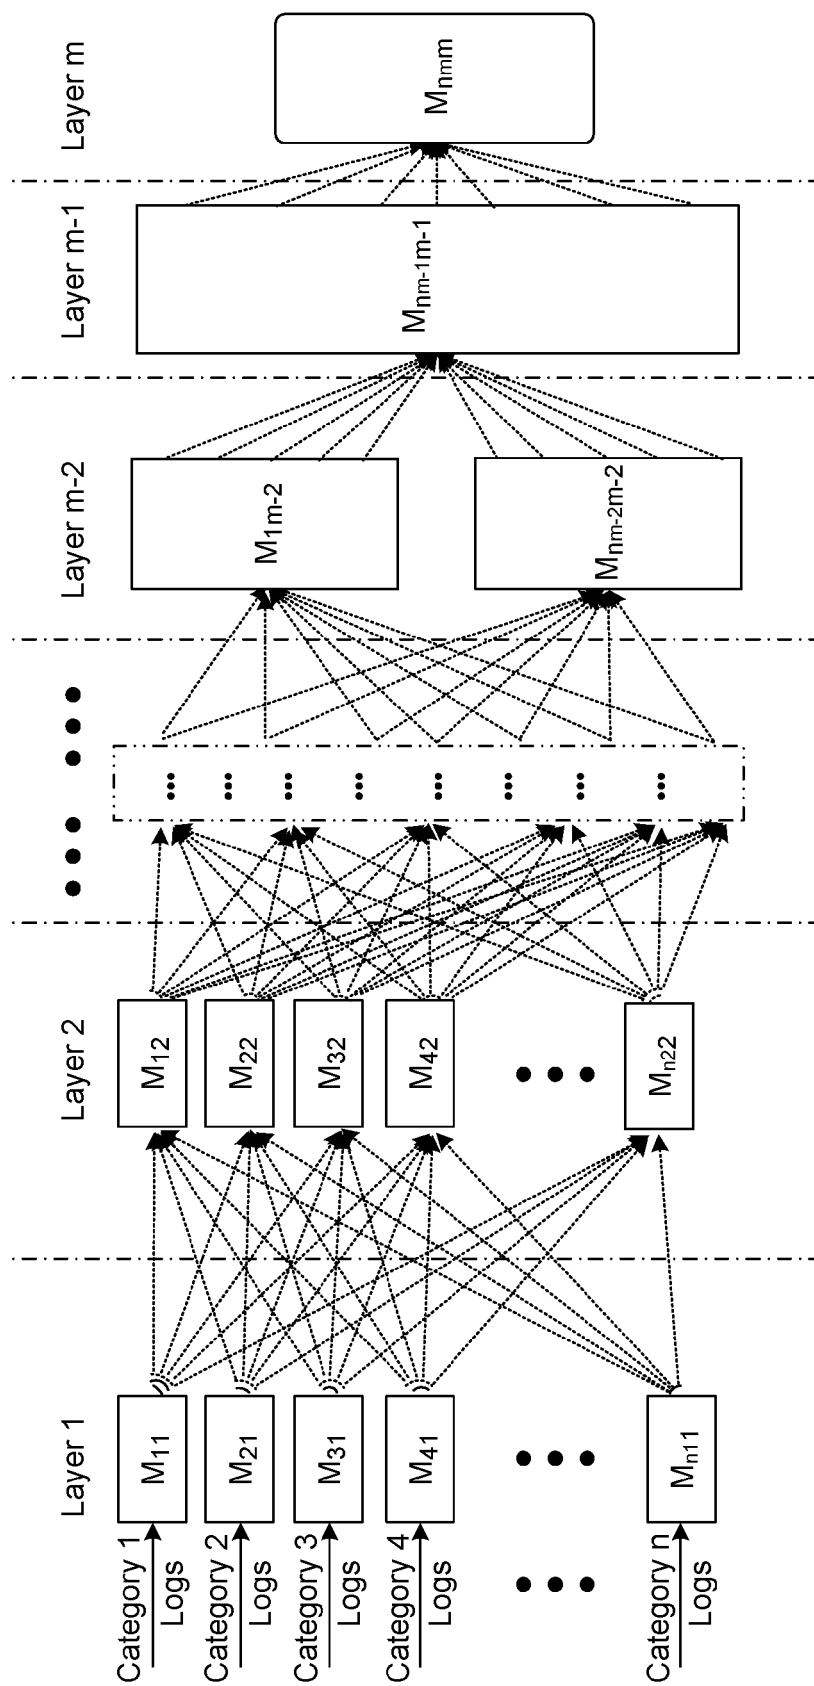 Layer 1
Layer 2
Layer m-2
Layer m-1
Layer m
Category 1
Logs
M11
M12
M1m-2
Category 2
Logs
M21
M22
Category 3
Logs
M31
M32
Mnm-1m-1
Mnmm
Category 4
Logs
M41
M42
Mnm-2m-2
Category n
Logs
Mn11
Mn22